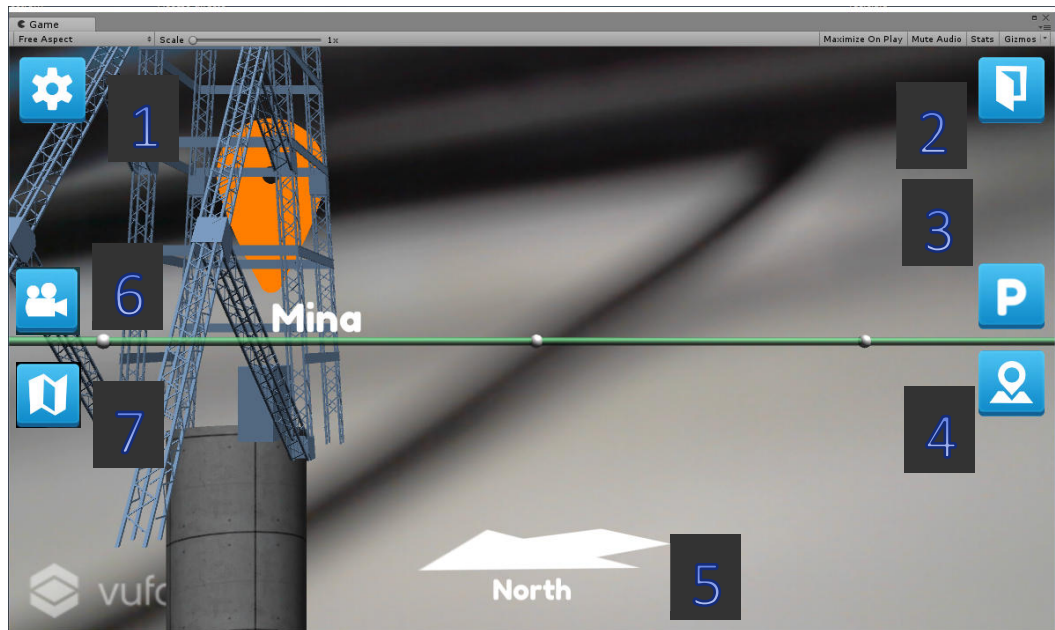 Game
Free Aspect
Scale
1x
Maximize On Play Mute Audio Stats Gizmos
1
2
3
6
P
Mina
7
4
North
5
vufo